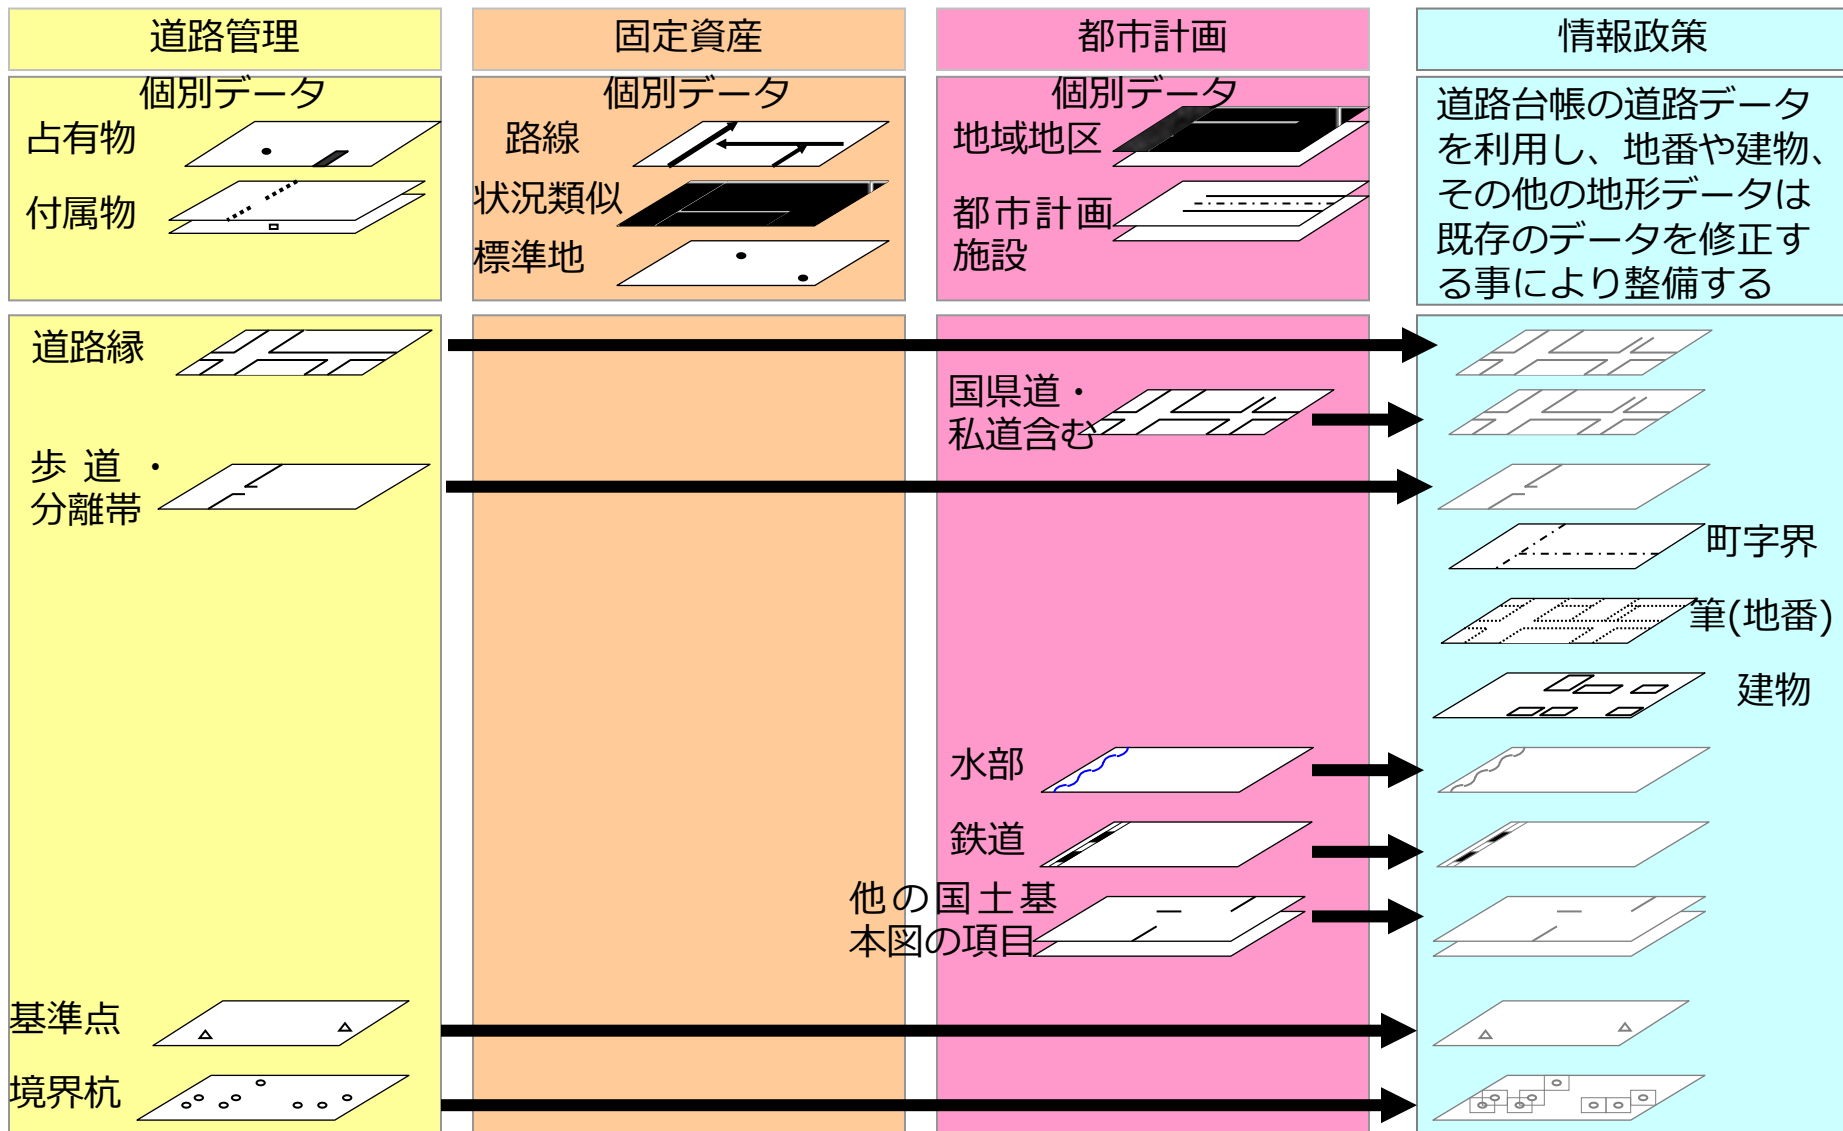 道路管理
固定資産
都市計画
情報政策
個別データ
占有物
付属物
個別データ
路線
状況類似
標準地
個別データ
地域地区
都市計画
施設
道路台帳の道路データ
を利用し、地番や建物、
その他の地形データは
既存のデータを修正す
る事により整備する
道路縁
国県道・
私道含む
歩道・
分離帯
町字界
筆(地番)
建物
水部
鉄道
他の国土基
本図の項目
基準点
境界杭